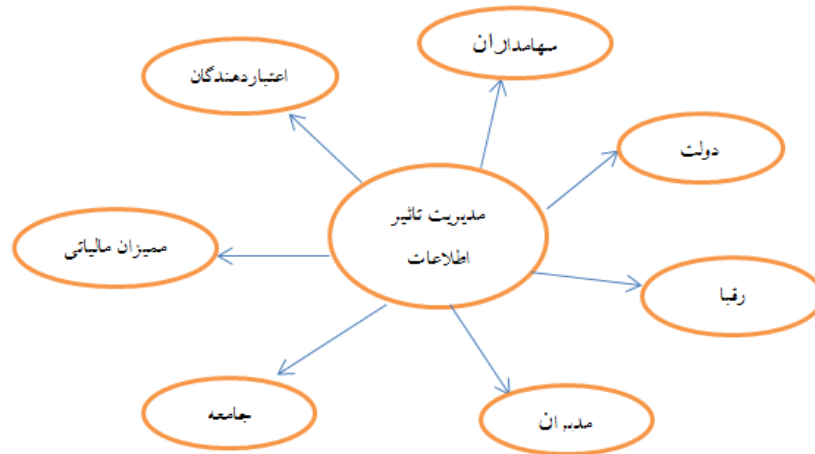 سهامداران
اعتباردهندگان
دولت
مدیریت تاثیر
اطلاعات
ممیزان مالیاتی
رقبا
جامعه
مدیران